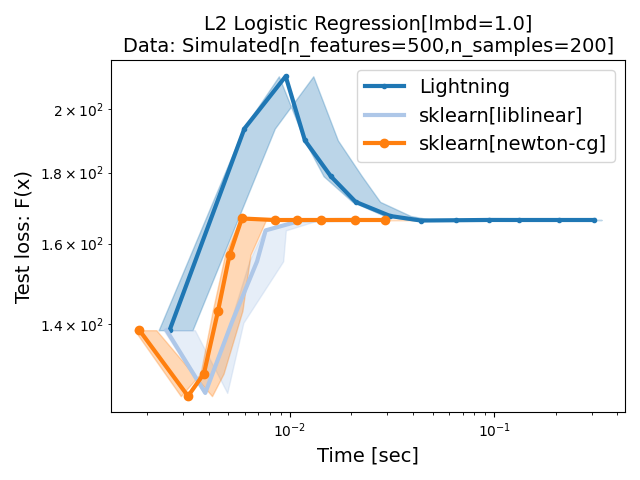 L2 Logistic Regression[lmbd=1.0]
Data: Simulated[n_features=500,n_samples=200]
Lightning
sklearn[liblinear]
sklearn[newton-cg]
Test loss: F(x)
2 × 10²
1.8 × 10²
1.6 × 10²
1.4 × 10²
10⁻²
10⁻¹
Time [sec]